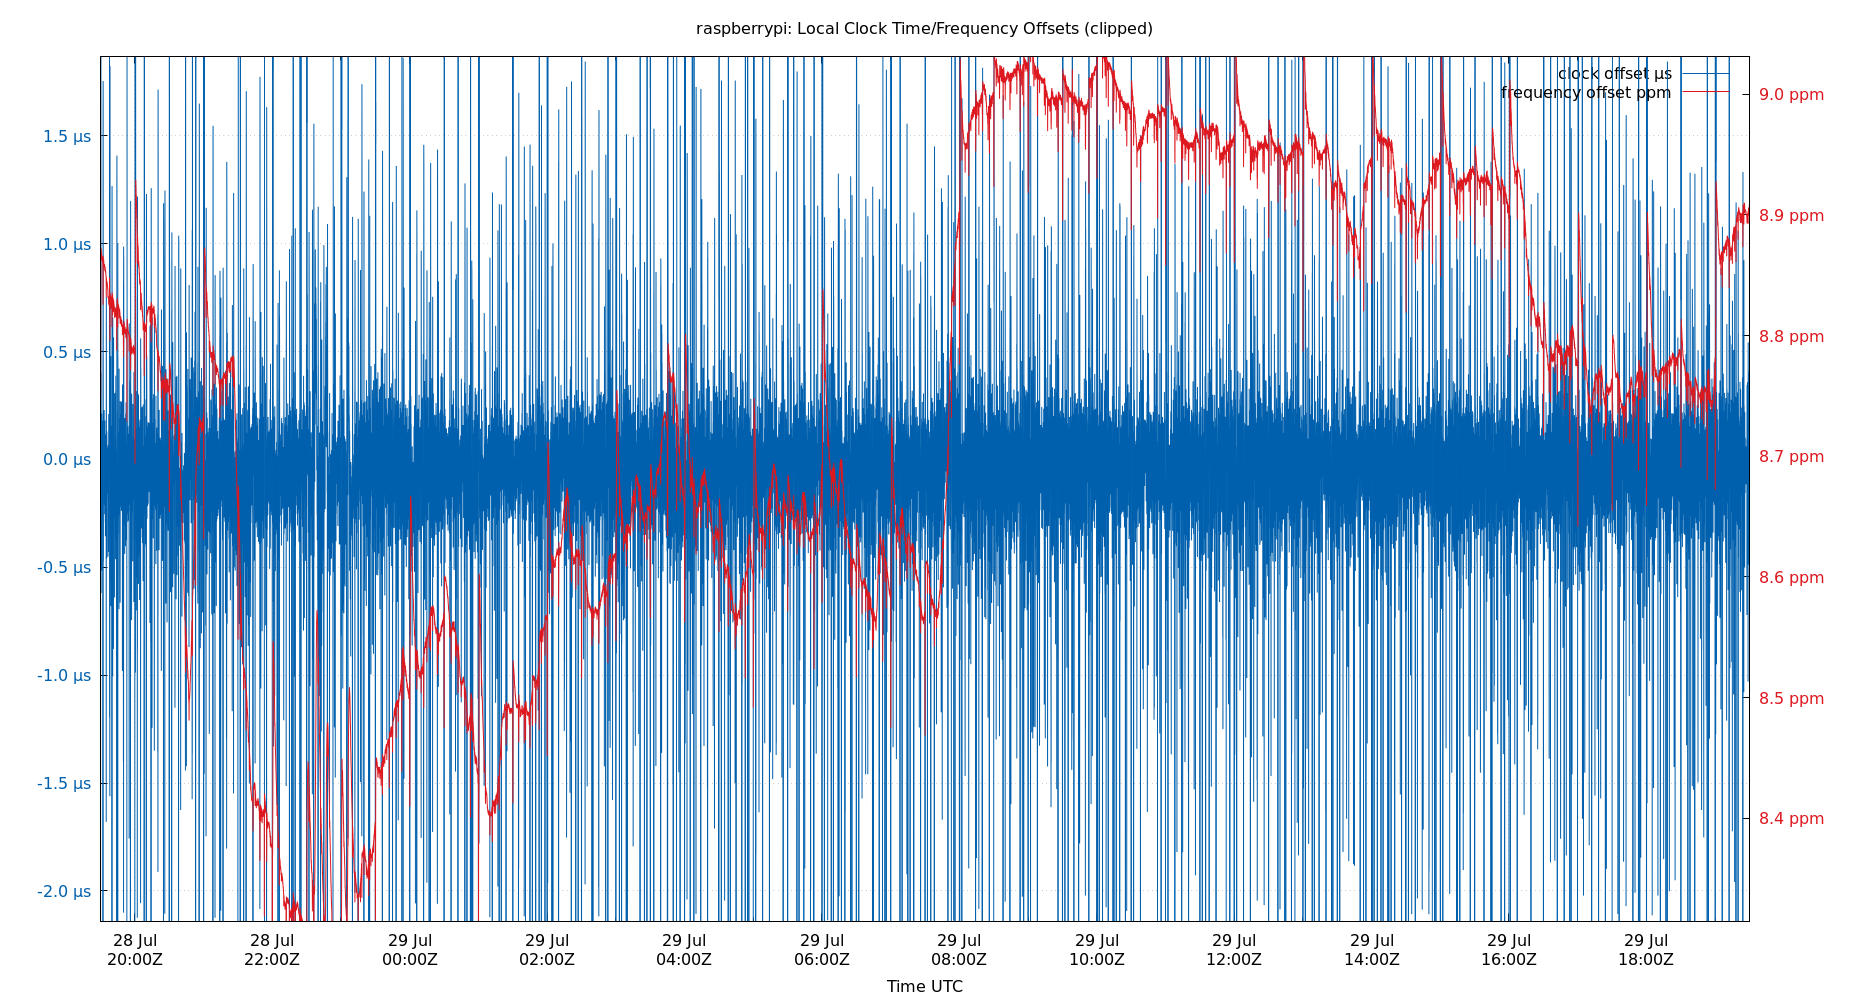 raspberrypi: Local Clock Time/Frequency Offsets (clipped)
clock offset µs
frequency offset ppm
1.5 µs
1.0 µs
0.5 µs
0.0 µs
-0.5 µs
-1.0 µs
-1.5 µs
-2.0 µs
9.0 ppm
8.9 ppm
8.8 ppm
8.7 ppm
8.6 ppm
8.5 ppm
8.4 ppm
28 Jul 28 Jul 29 Jul 29 Jul 29 Jul 29 Jul 29 Jul 29 Jul 29 Jul 29 Jul 29 Jul 29 Jul
20:00Z 22:00Z 00:00Z 02:00Z 04:00Z 06:00Z 08:00Z 10:00Z 12:00Z 14:00Z 16:00Z 18:00Z
Time UTC